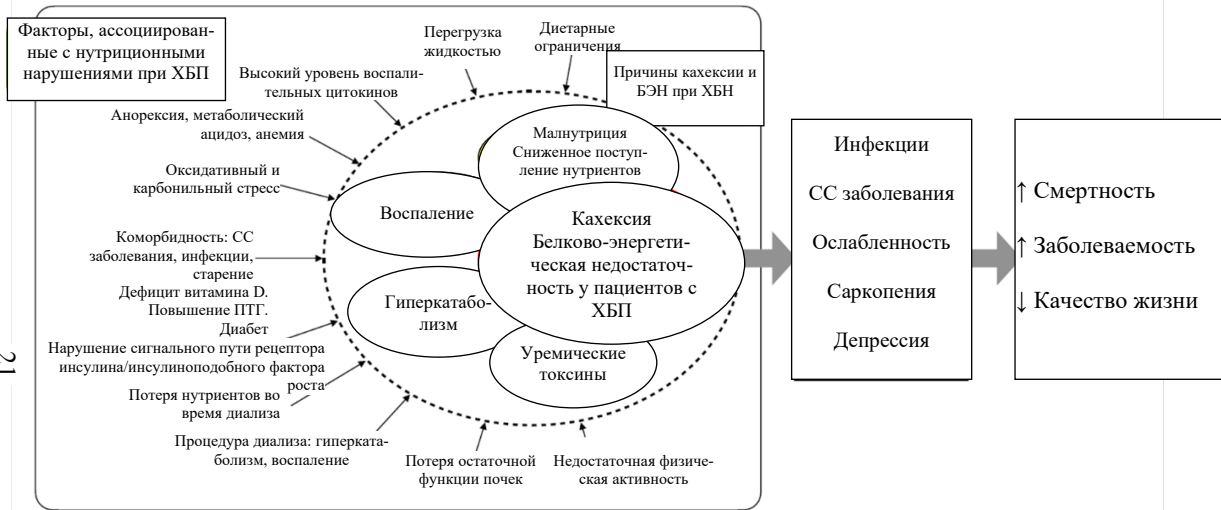 Факторы, ассоциирован-
ные с нутриционными
нарушениями при ХБП
Перегрузка
жидкостью
Диетарные
ограничения
Причины кахексии и
БЭН при ХБН
Высокий уровень воспали-
тельных цитокинов
Анорексия, метаболический
ацидоз, анемия
Оксидативный и
карбонильный стресс
Коморбидность: СС
заболевания, инфекции,
старение
Дефицит витамина D.
Повышение ПТГ.
Диабет
Нарушение сигнального пути рецептора
инсулина/инсулиноподобного фактора
роста
Потеря нутриентов во
время диализа
Процедура диализа: гиперката-
болизм, воспаление
Потеря остаточной
функции почек
Недостаточная физиче-
ская активность
Малнутриция
Сниженное поступ-
ление нутриентов
Воспаление
Кахексия
Белково-энергети-
ческая недостаточ-
ность у пациентов с
ХБП
Гиперкатабо-
лизм
Уремические
токсины
Инфекции
СС заболевания
Ослабленность
Саркопения
Депрессия
↑ Смертность
↑ Заболеваемость
↓ Качество жизни
21